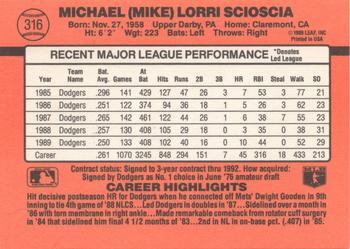 316
MICHAEL (MIKE) LORRI SCIOSCIA
Born: Nov. 27, 1958 Upper Darby, PA Home: Claremont, CA
Ht: 6' 2" Wgt: 223 Bats: Left Throws: Right
© 1989 LEAF, INC
Printed in USA
RECENT MAJOR LEAGUE PERFORMANCE *Denotes Led League
Year Team Name Bat. Avg. G At Bat Hits Runs 2B 3B HR RBI Stl Base Walk SO
1985 Dodgers .296 141 429 127 47 26 3 7 53 3 77 21
1986 Dodgers .251 122 374 94 36 18 1 5 26 3 62 23
1987 Dodgers .265 142 461 122 44 26 1 6 38 7 55 23
1988 Dodgers .257 130 408 105 29 18 0 3 35 0 38 31
1989 Dodgers .250 133 408 102 40 16 0 10 44 0 52 29
Career .261 1070 3245 848 294 151 7 45 310 18 433 213
Contract status: Signed to 3-year contract thru 1992. How acquired:
Signed by Dodgers as No. 1 choice in June '76 amateur draft
CAREER HIGHLIGHTS
Hit decisive postseason HR for Dodgers when he connected off Mets' Dwight Gooden in 9th
inning to tie 4th game of '88 NLCS...Led Dodgers in doubles in '87...Sidelined over a month in
'86 with torn membrane in right ankle...Made remarkable comeback from rotator cuff surgery
in '84 that sidelined him final 4 1/2 months of '83...2nd in NL in on-bas pct. (.407) in '85.